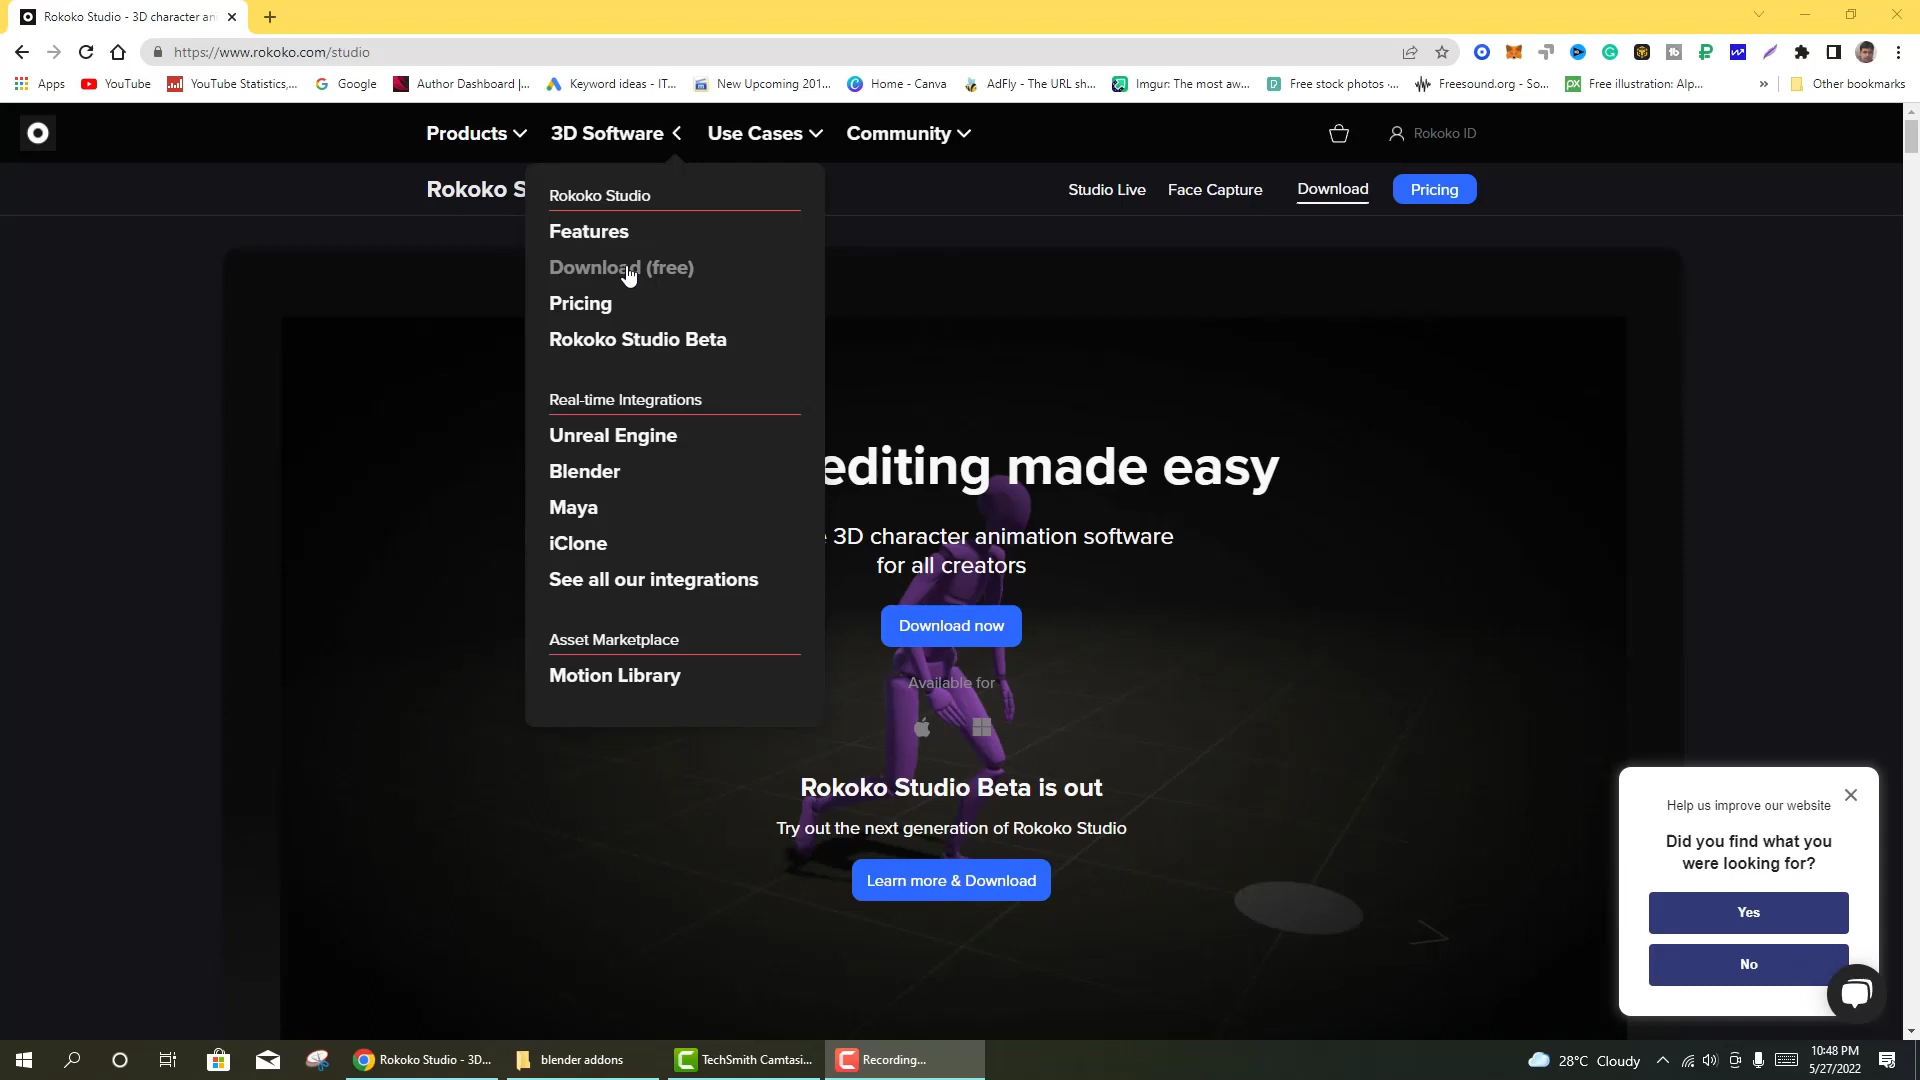 Rokoko Studio - 3D character an
https://www.rokoko.com/studio
Apps
YouTube
YouTube Statistics,...
Google
Author Dashboard |...
Keyword ideas - IT...
New Upcoming 201...
Home - Canva
AdFly - The URL sh...
Imgur: The most aw...
Free stock photos ·...
Freesound.org - So...
Free illustration: Alp...
»
Other bookmarks
Products
3D Software
Use Cases
Community
Rokoko ID
Rokoko S
Studio Live
Face Capture
Download
Pricing
Rokoko Studio
Features
Download (free)
Pricing
Rokoko Studio Beta
Real-time Integrations
Unreal Engine
Blender
Maya
iClone
See all our integrations
Asset Marketplace
Motion Library
editing made easy
3D character animation software
for all creators
Download now
Available for
Rokoko Studio Beta is out
Try out the next generation of Rokoko Studio
Learn more & Download
Help us improve our website
Did you find what you
were looking for?
Yes
No
Rokoko Studio - 3D...
blender addons
TechSmith Camtasi...
Recording...
28°C Cloudy
10:48 PM
5/27/2022